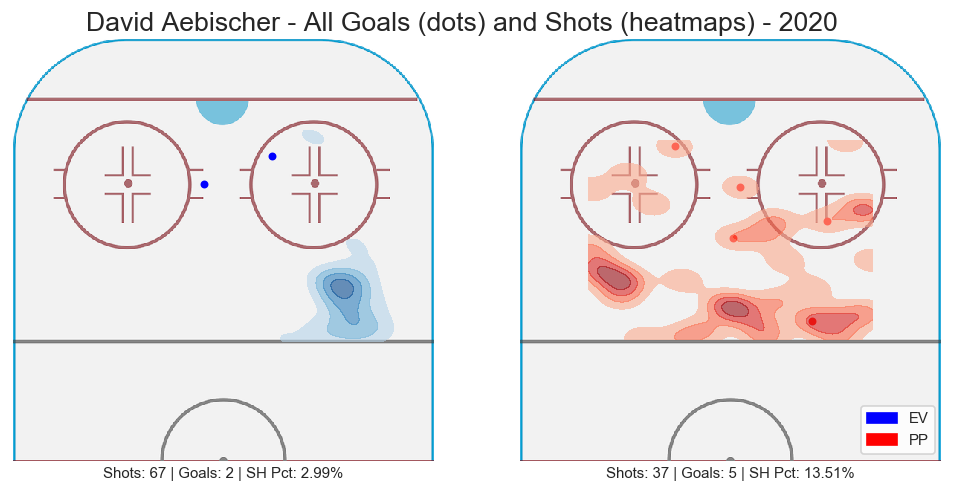 David Aebischer - All Goals (dots) and Shots (heatmaps) - 2020
EV
PP
Shots: 67 | Goals: 2 | SH Pct: 2.99%
Shots: 37 | Goals: 5 | SH Pct: 13.51%